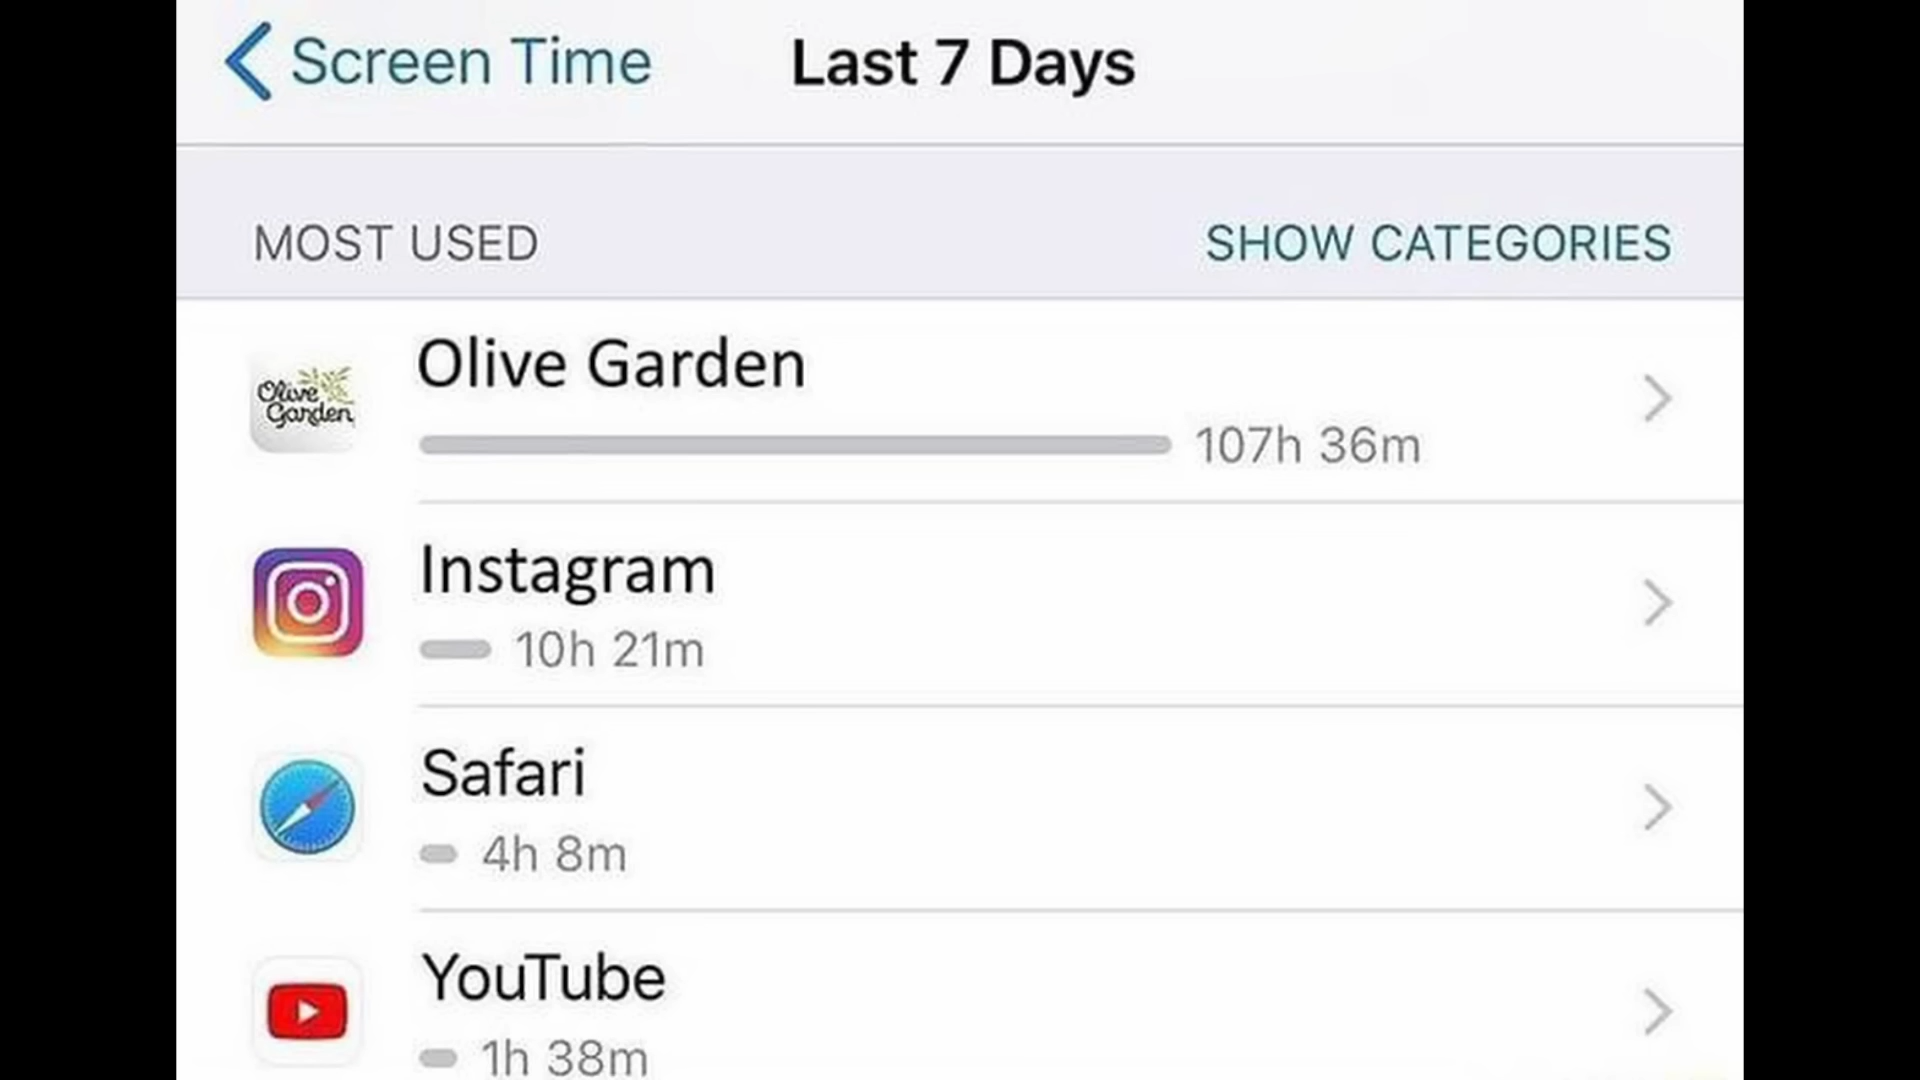 Screen Time
Last 7 Days
MOST USED
SHOW CATEGORIES
Olive
Garden
Olive Garden
107h 36m
Instagram
10h 21m
Safari
4h 8m
YouTube
1h 38m